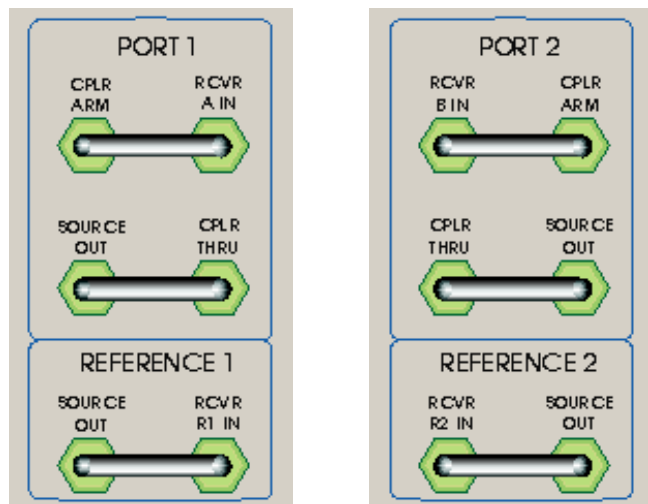 PORT 1
CPLR ARM
RCVR A IN
SOURCE OUT
CPLR THRU
REFERENCE 1
SOURCE OUT
RCVR R1 IN
PORT 2
RCVR B IN
CPLR ARM
CPLR THRU
SOURCE OUT
REFERENCE 2
RCVR R2 IN
SOURCE OUT